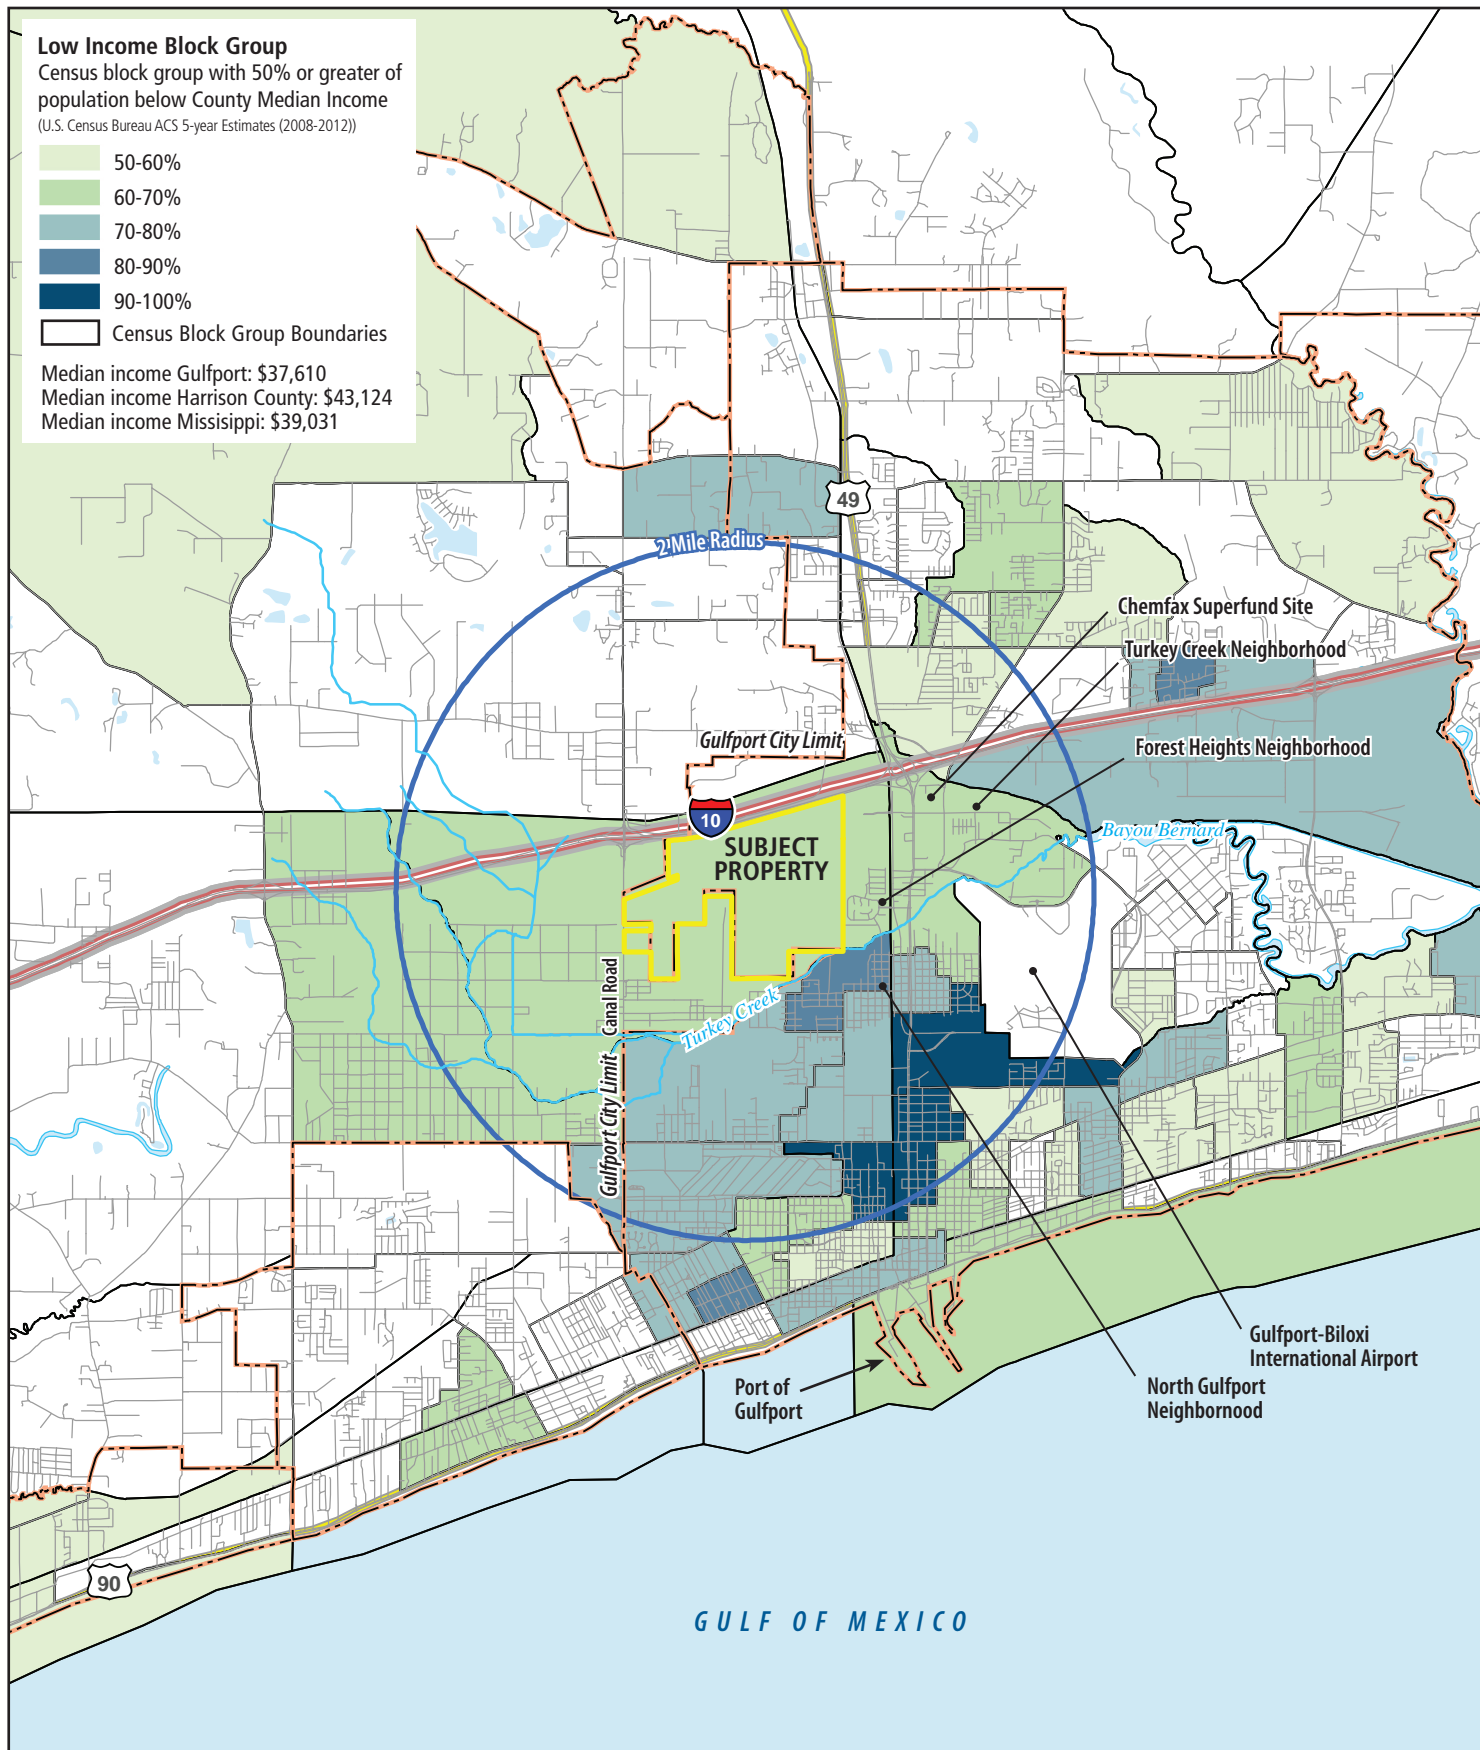 Low Income Block Group
Census block group with 50% or greater of
population below County Median Income
(U.S. Census Bureau ACS 5-year Estimates (2008-2012))
50-60%
60-70%
70-80%
80-90%
90-100%
Census Block Group Boundaries
Median income Gulfport: $37,610
Median income Harrison County: $43,124
Median income Missisippi: $39,031
49
2 Mile Radius
Chemfax Superfund Site
Turkey Creek Neighborhood
Gulfport City Limit
Forest Heights Neighborhood
10
SUBJECT
PROPERTY
Bayou Bernard
Canal Road
Turkey Creek
Gulfport City Limit
Gulfport-Biloxi
International Airport
Port of
Gulfport
North Gulfport
Neighbornood
90
GULF OF MEXICO